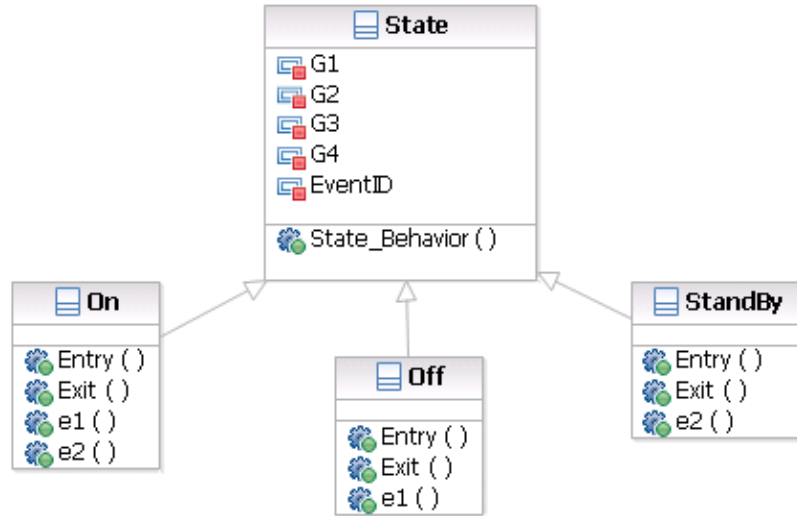 State
G1
G2
G3
G4
EventID
State_Behavior ( )
On
Entry ( )
Exit ( )
e1 ( )
e2 ( )
Off
Entry ( )
Exit ( )
e1 ( )
StandBy
Entry ( )
Exit ( )
e2 ( )